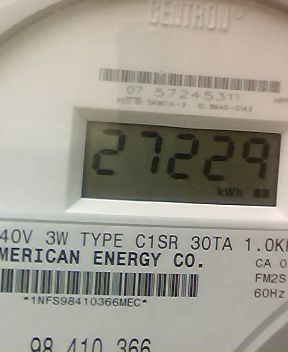 CENTRON
07 57245311
27229
kWh
40V 3W TYPE C1SR 30TA 1.0K
MERICAN ENERGY CO.
CA 0
FM2S
60Hz
*1NFS98410366MEC*
98 410 366